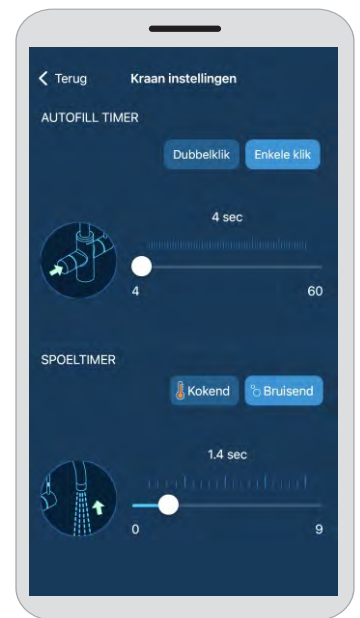 Terug Kraan instellingen
AUTOFILL TIMER
Dubbelklik Enkele klik
4 sec
4 60
SPOELTIMER
Kokend Bruisend
1.4 sec
0 9